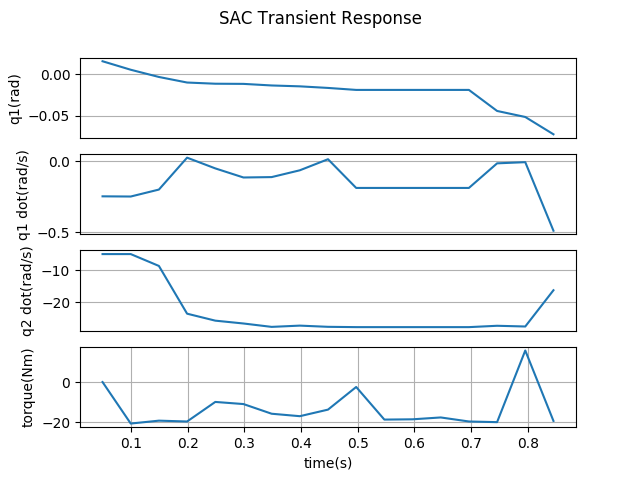 SAC Transient Response
0.00
−0.05
q1(rad)
0.0
−0.5
q1 dot(rad/s)
−10
−20
q2 dot(rad/s)
0
−20
torque(Nm)
0.1 0.2 0.3 0.4 0.5 0.6 0.7 0.8
time(s)